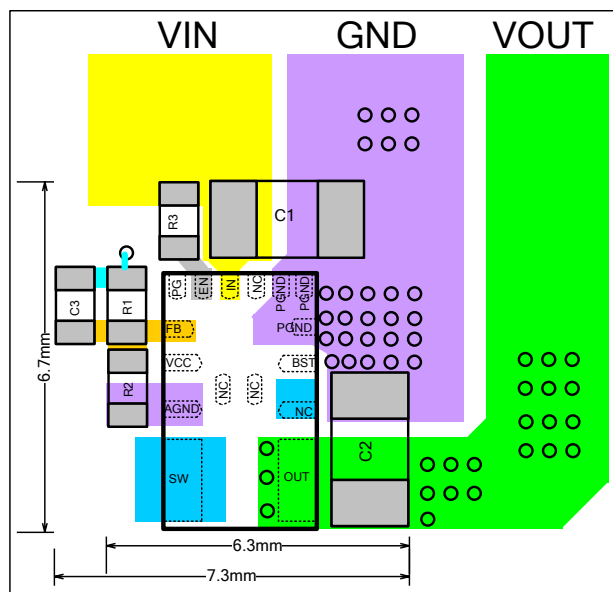 VIN GND VOUT
R3
C1
PG EN IN NC PGND PGND
C3 R1
FB PGND
VCC BST
R2
NC NC
AGND NC
C2
SW OUT
6.7mm
6.3mm
7.3mm